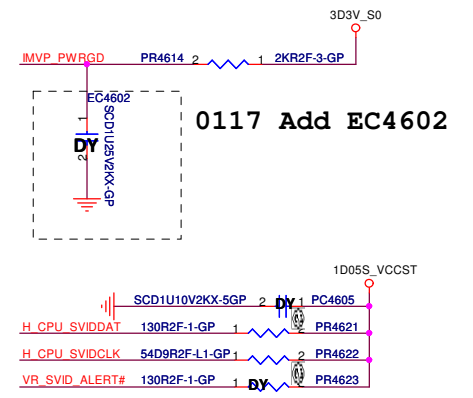 3D3V_S0
IMVP_PWRGD PR4614 2 1 2KR2F-3-GP
EC4602
1
SCD1U25V2KX-GP
DY
2
0117 Add EC4602
1D05S_VCCST
SCD1U10V2KX-5GP 2 DY 1 PC4605
H_CPU_SVIDDAT 130R2F-1-GP 1 2 PR4621
H_CPU_SVIDCLK 54D9R2F-L1-GP 1 2 PR4622
VR_SVID_ALERT# 130R2F-1-GP 1 DY 2 PR4623